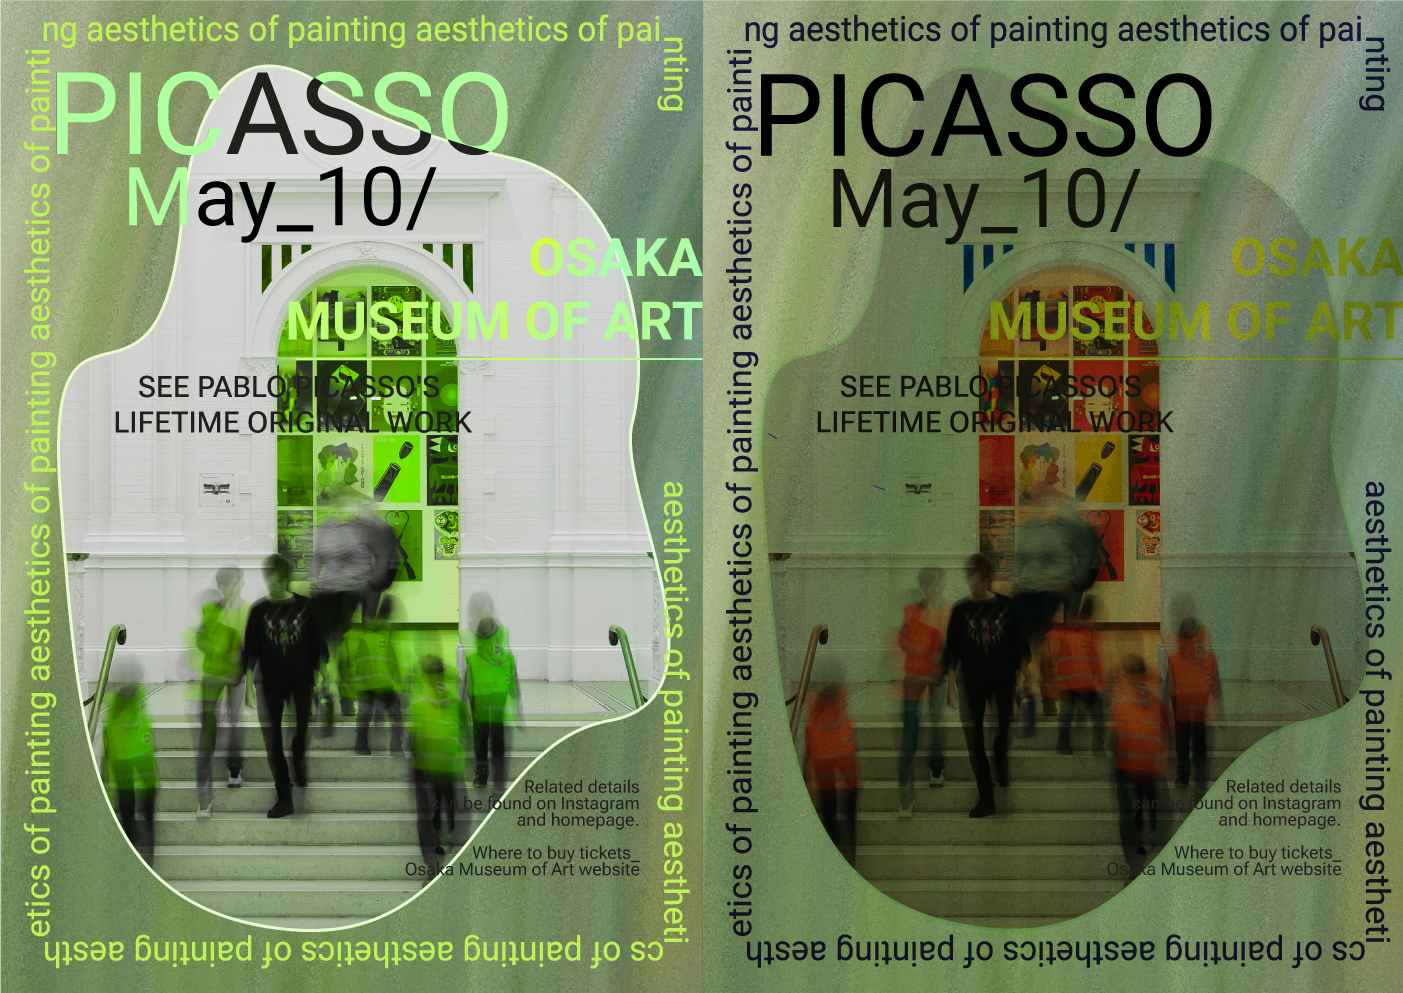 ng aesthetics of painting aesthetics of pai
nting
aesthetics of painting aestheti
cs of painting aesthetics of painting aesth
etics of painting aesthetics of painting aesthetics of painti
PICASSO
May_10/
OSAKA
MUSEUM OF ART
SEE PABLO PICASSO'S
LIFETIME ORIGINAL WORK
Related details
can be found on Instagram
and homepage.
Where to buy tickets_
Osaka Museum of Art website
ng aesthetics of painting aesthetics of pai
nting
aesthetics of painting aestheti
cs of painting aesthetics of painting aesth
etics of painting aesthetics of painting aesthetics of painti
PICASSO
May_10/
OSAKA
MUSEUM OF ART
SEE PABLO PICASSO'S
LIFETIME ORIGINAL WORK
Related details
can be found on Instagram
and homepage.
Where to buy tickets_
Osaka Museum of Art website